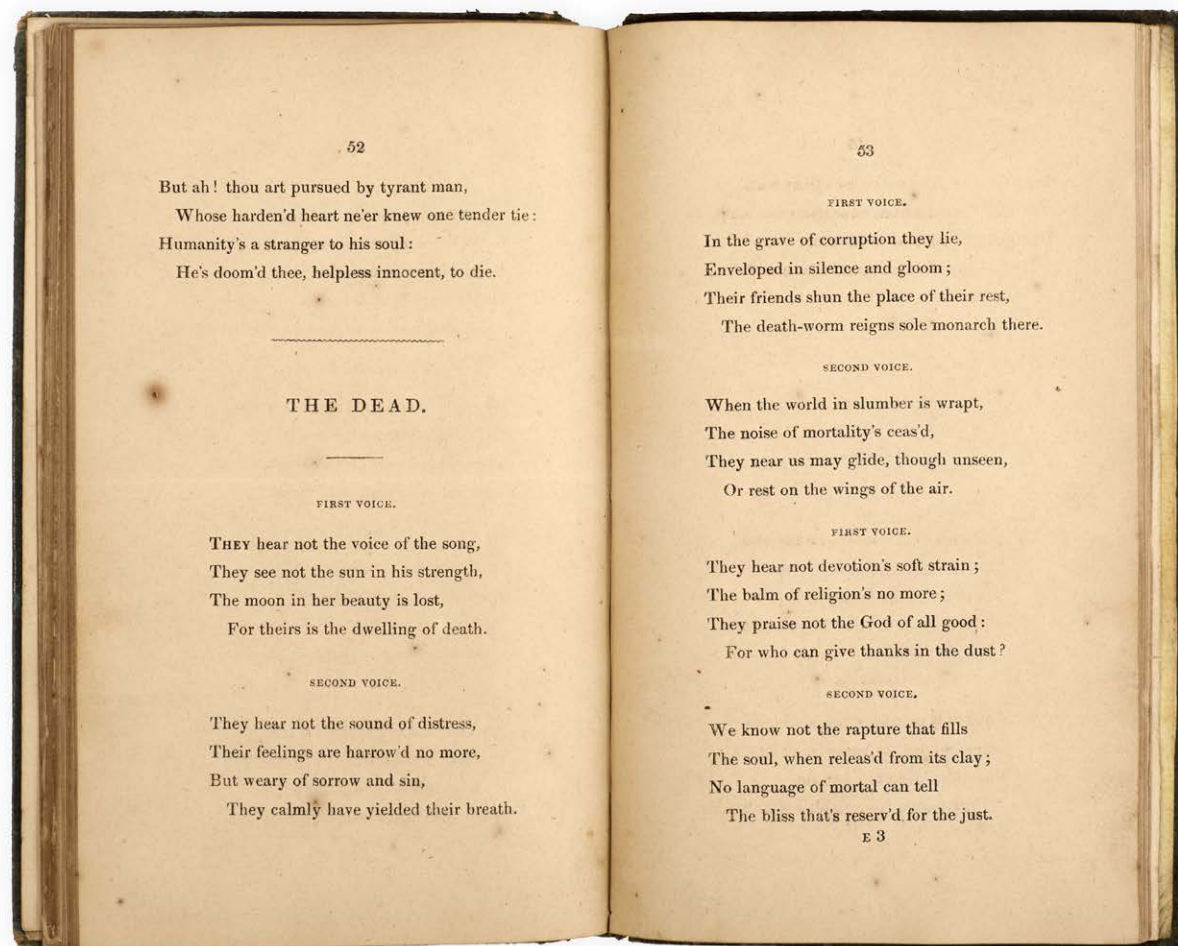 52
But ah! thou art pursued by tyrant man,
Whose harden'd heart ne'er knew one tender tie:
Humanity's a stranger to his soul:
He's doom'd thee, helpless innocent, to die.
THE DEAD.
FIRST VOICE.
THEY hear not the voice of the song,
They see not the sun in his strength,
The moon in her beauty is lost,
For theirs is the dwelling of death.
SECOND VOICE.
They hear not the sound of distress,
Their feelings are harrow'd no more,
But weary of sorrow and sin,
They calmly have yielded their breath.
53
FIRST VOICE.
In the grave of corruption they lie,
Enveloped in silence and gloom;
Their friends shun the place of their rest,
The death-worm reigns sole monarch there.
SECOND VOICE.
When the world in slumber is wrapt,
The noise of mortality's ceas'd,
They near us may glide, though unseen,
Or rest on the wings of the air.
FIRST VOICE.
They hear not devotion's soft strain;
The balm of religion's no more;
They praise not the God of all good:
For who can give thanks in the dust?
SECOND VOICE.
We know not the rapture that fills
The soul, when releas'd from its clay;
No language of mortal can tell
The bliss that's reserv'd for the just.
E 3